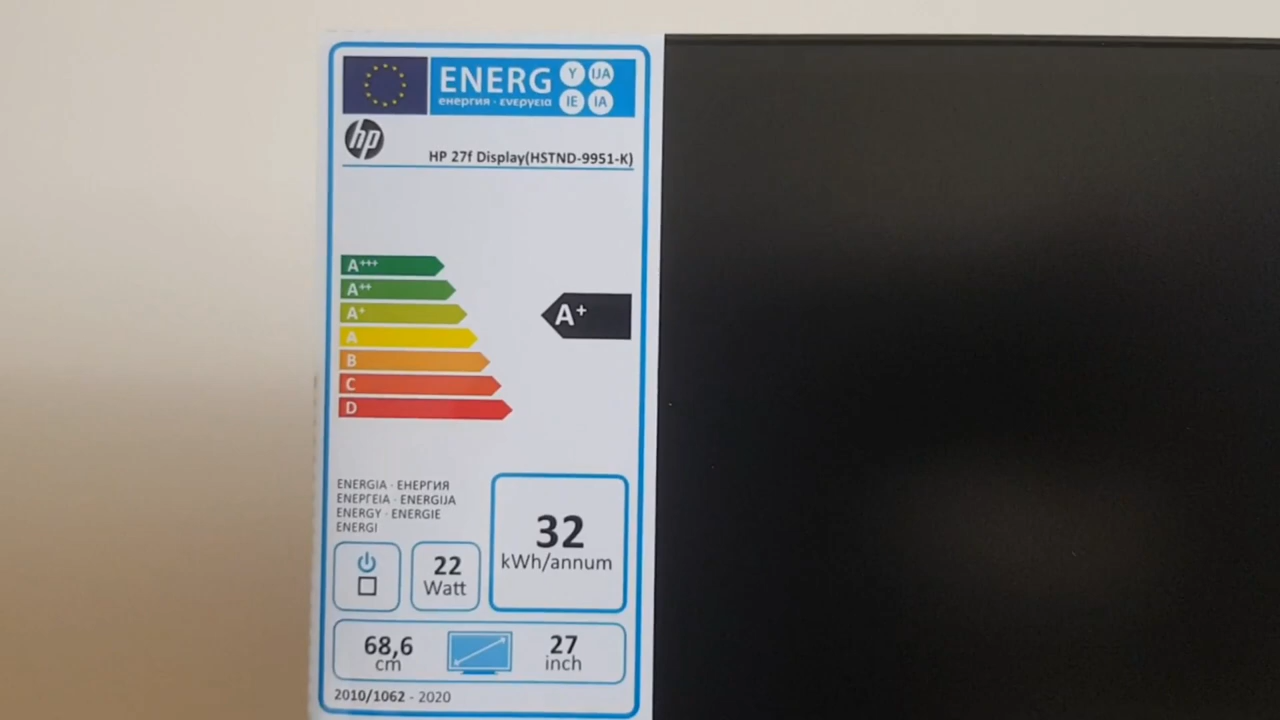 ENERG Y IJA
енергия · ενεργεια IE IA
hp
HP 27f Display(HSTND-9951-K)
A+++
A++
A+
A+
A
B
C
D
ENERGIA · ЕНЕРГИЯ
ΕΝΕΡΓΕΙΑ · ENERGIJA
ENERGY · ENERGIE
ENERGI
32
kWh/annum
22
Watt
68,6
cm
27
inch
2010/1062 - 2020